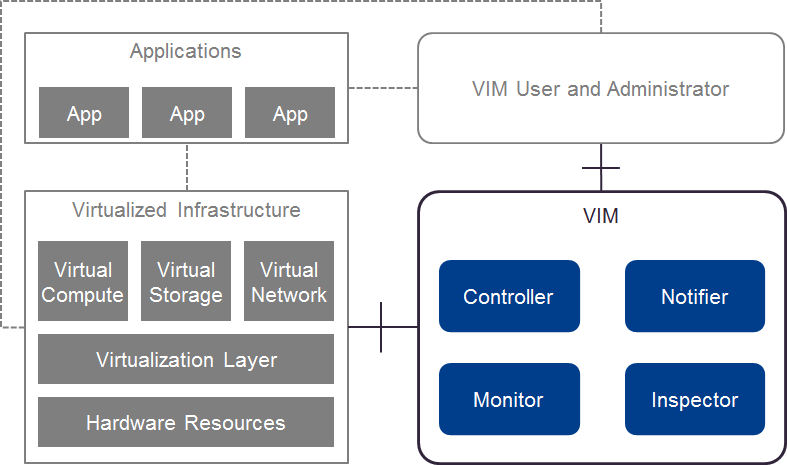 Applications
App
App
App
VIM User and Administrator
Virtualized Infrastructure
Virtual
Compute
Virtual
Storage
Virtual
Network
Virtualization Layer
Hardware Resources
VIM
Controller
Notifier
Monitor
Inspector